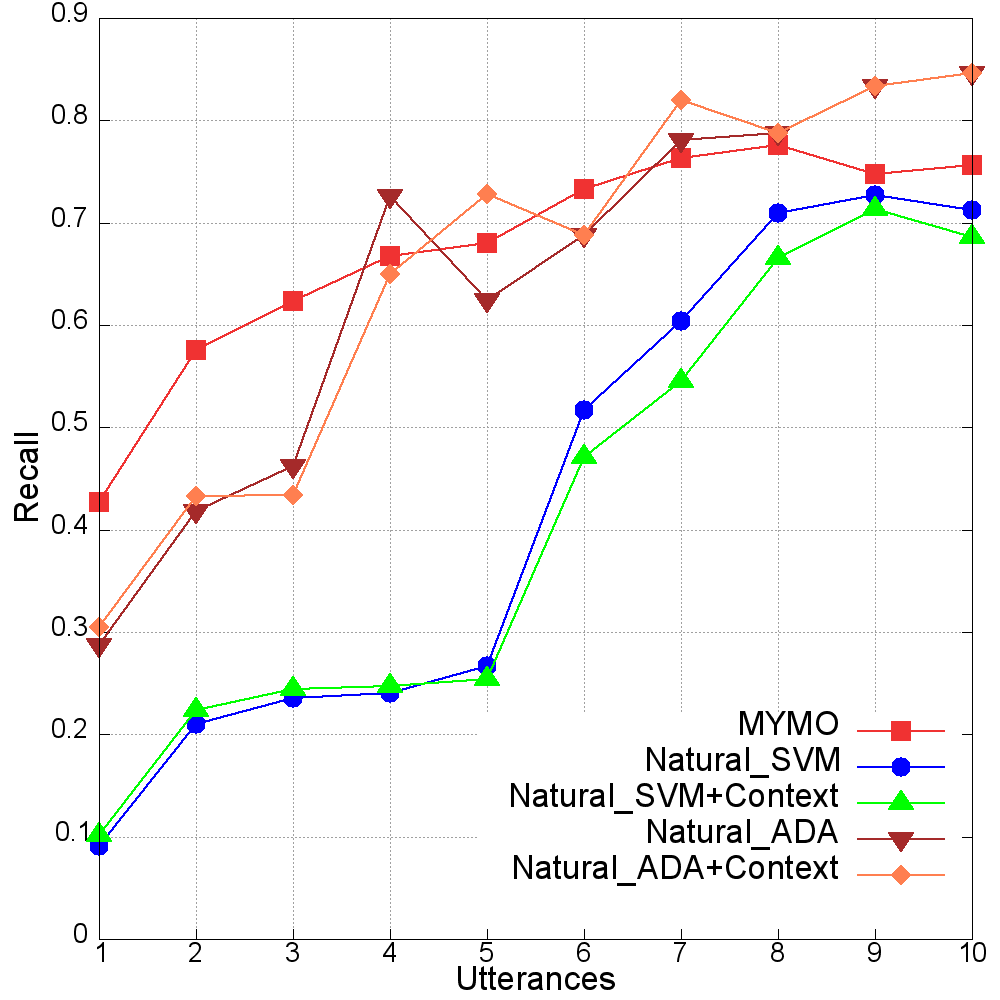 0.9
0.8
0.7
0.6
0.5
0.4
0.3
0.2
0.1
0
Recall
1 2 3 4 5 6 7 8 9 10
Utterances
MYMO
Natural_SVM
Natural_SVM+Context
Natural_ADA
Natural_ADA+Context